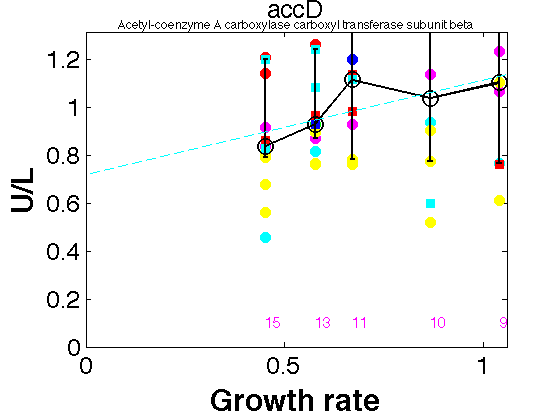 accD
Acetyl-coenzyme A carboxylase carboxyl transferase subunit beta
1.2
1
0.8
0.6
0.4
0.2
0
U/L
15 13 11 10 9
0 0.5 1
Growth rate